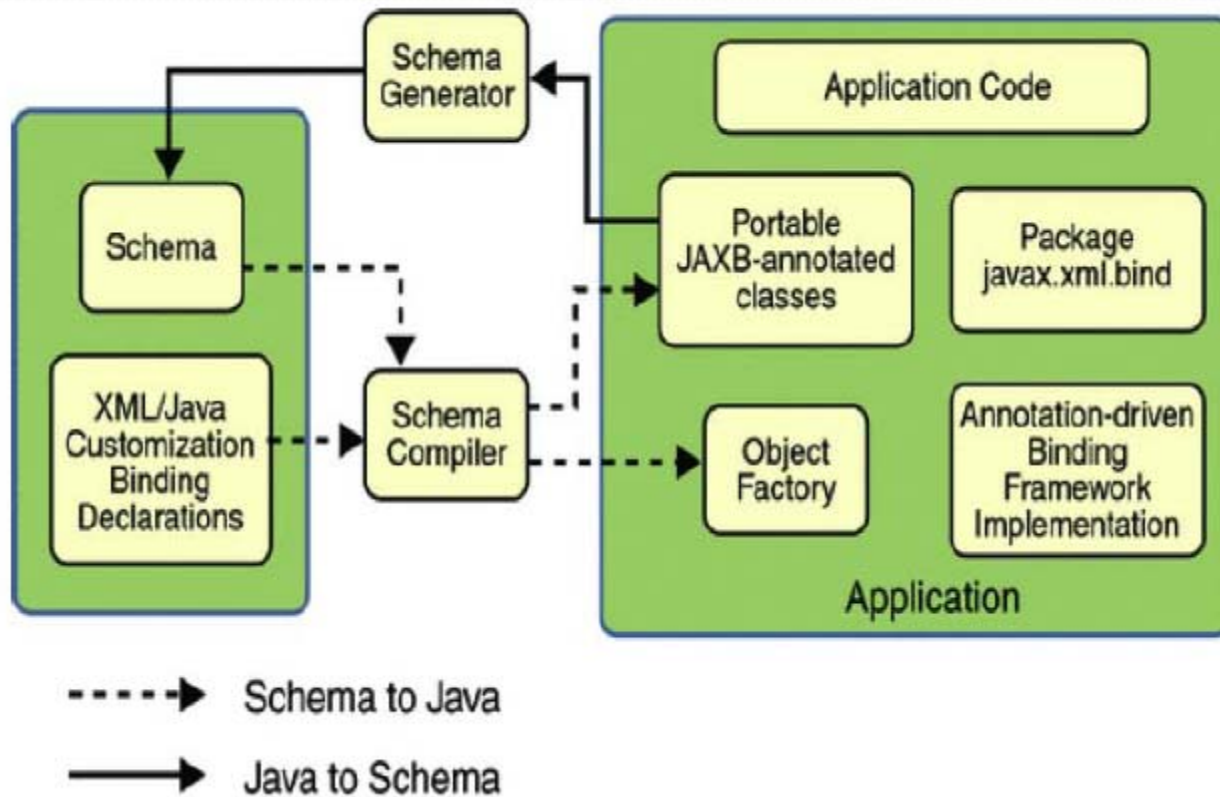 Schema
Generator
Application Code
Schema
Portable
JAXB-annotated
classes
Package
javax.xml.bind
XML/Java
Customization
Binding
Declarations
Schema
Compiler
Object
Factory
Annotation-driven
Binding
Framework
Implementation
Application
Schema to Java
Java to Schema